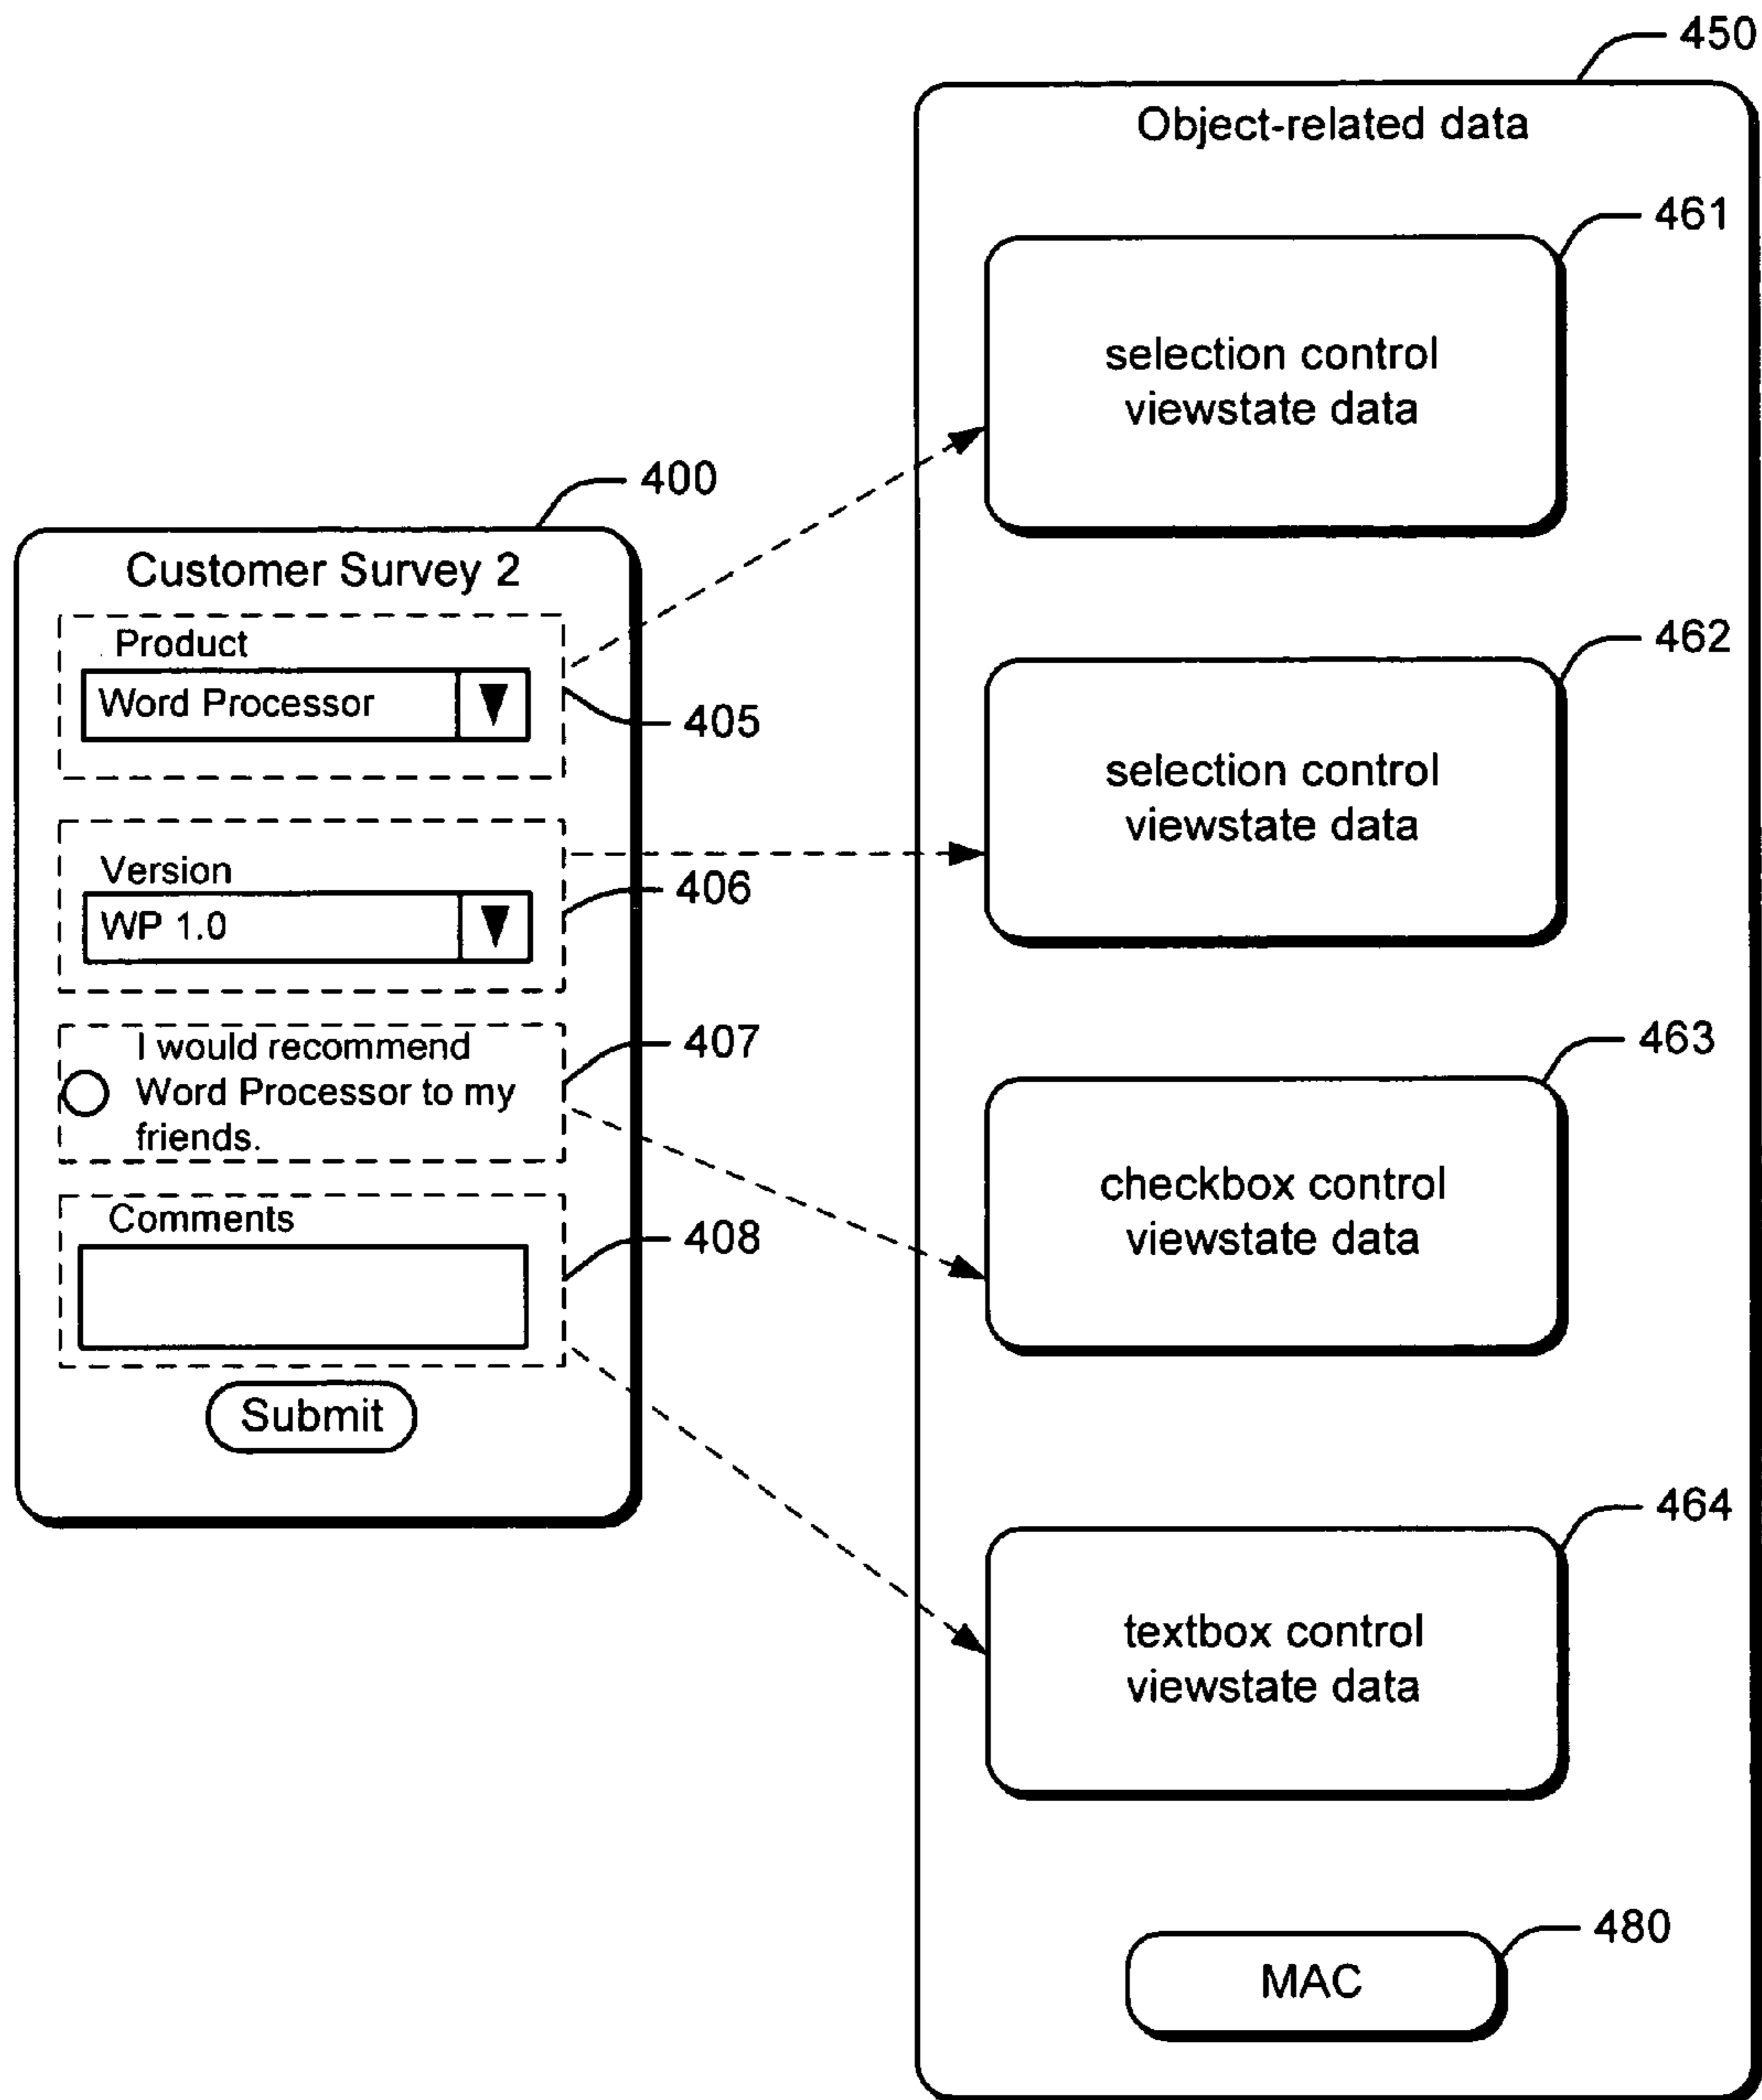 450
Object-related data
461
selection control
viewstate data
400
Customer Survey 2
Product
Word Processor
405
462
selection control
viewstate data
Version
WP 1.0
406
407
I would recommend
Word Processor to my
friends.
463
checkbox control
viewstate data
Comments
408
Submit
464
textbox control
viewstate data
480
MAC